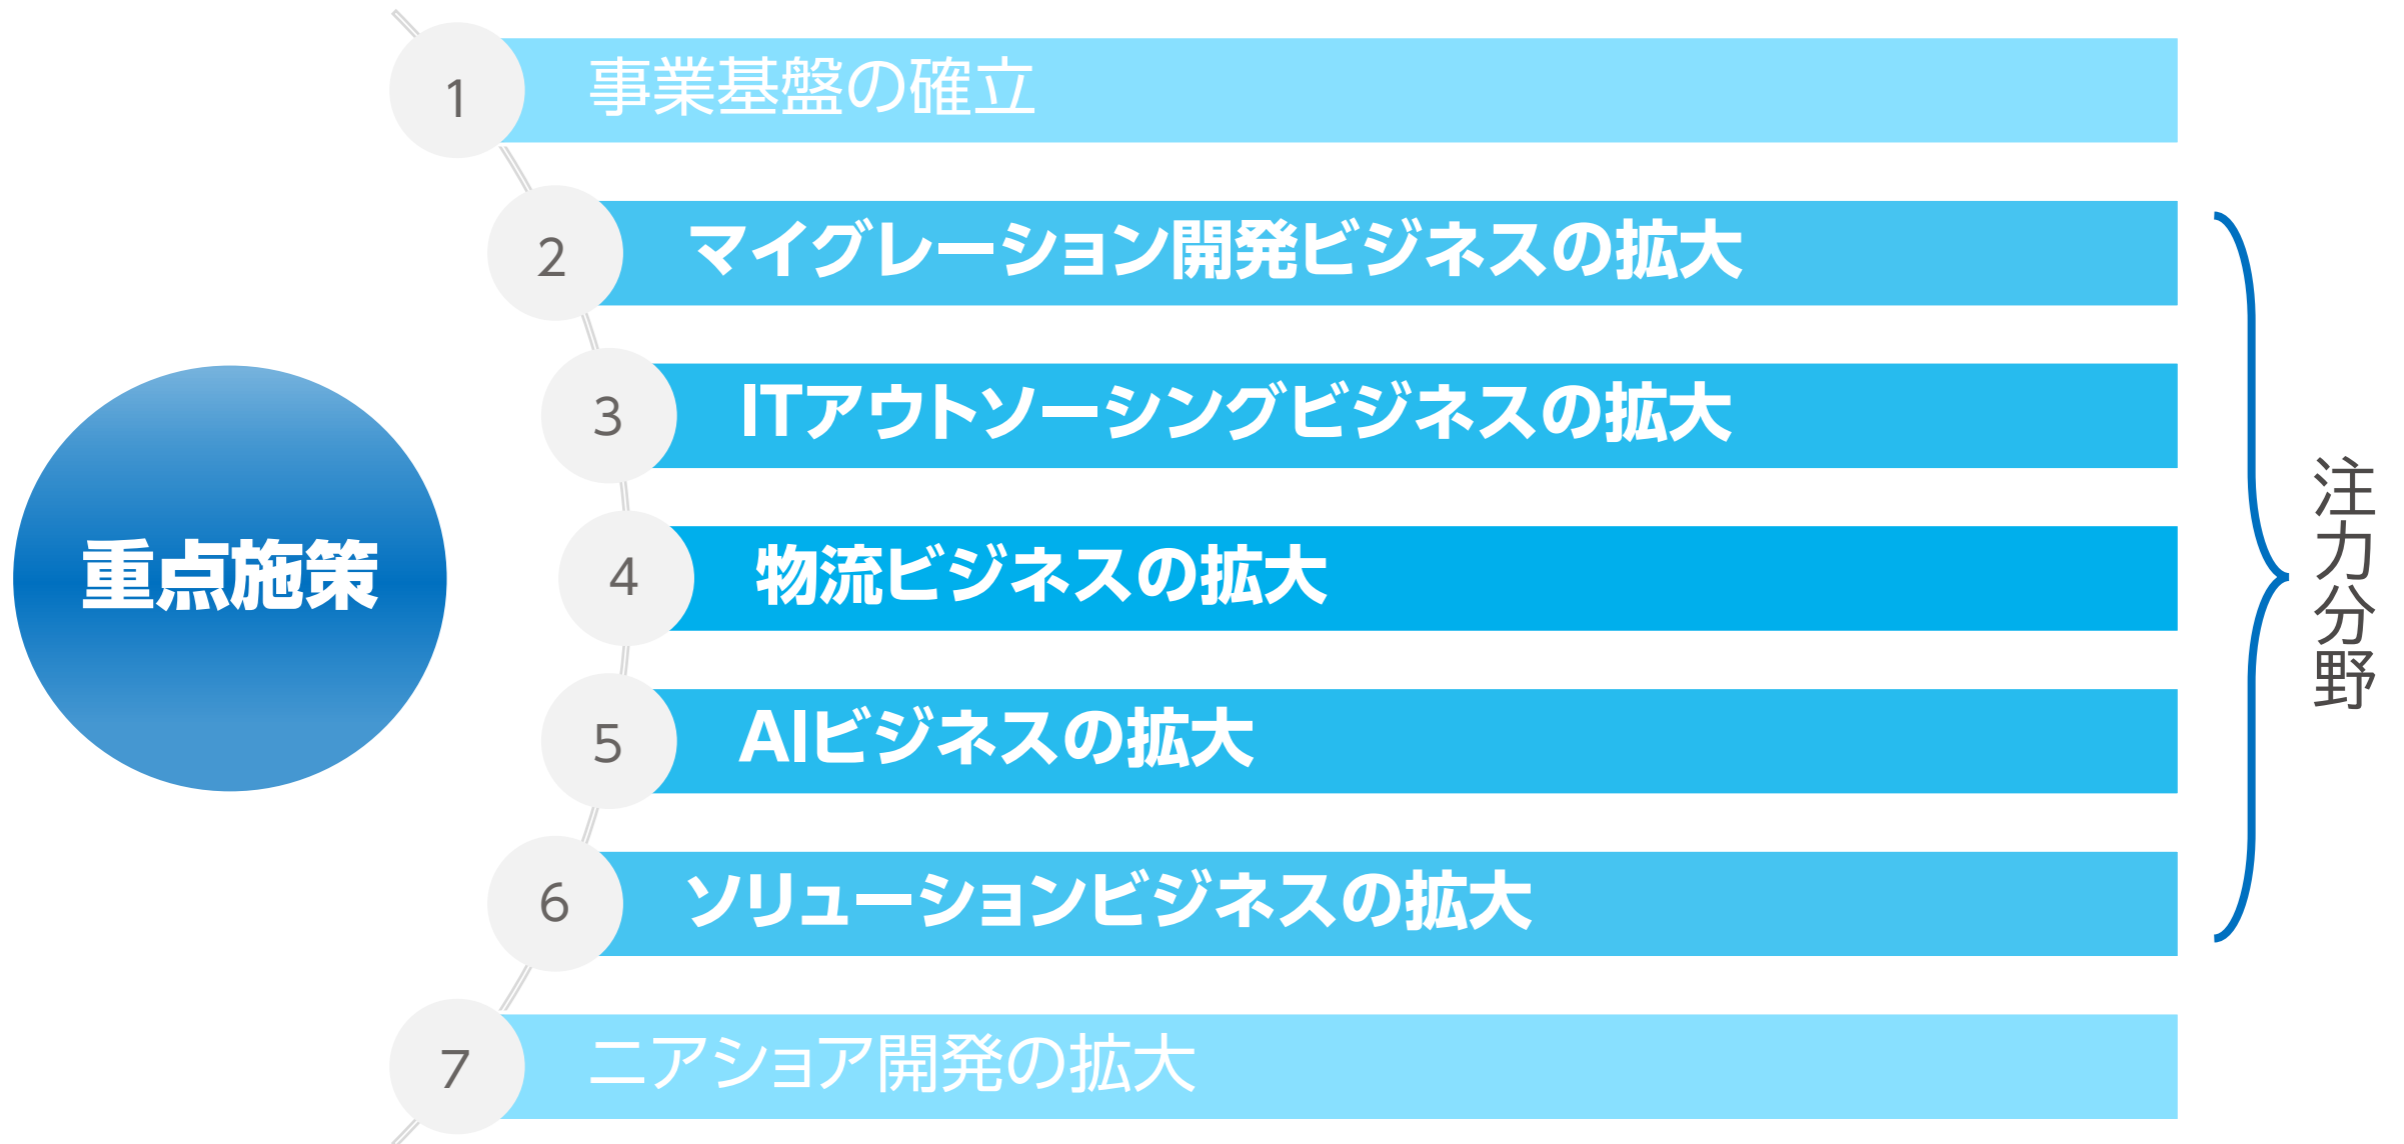 重点施策
1
事業基盤の確立
2
マイグレーション開発ビジネスの拡大
3
ITアウトソーシングビジネスの拡大
4
物流ビジネスの拡大
5
AIビジネスの拡大
6
ソリューションビジネスの拡大
7
ニアショア開発の拡大
注力分野